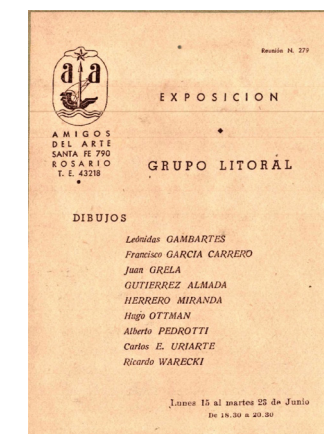 Reunión N. 279
aa
EXPOSICION
AMIGOS
DEL ARTE
SANTA FE 790
ROSARIO
T. E. 43218
GRUPO LITORAL
DIBUJOS
Leónidas GAMBARTES
Francisco GARCIA CARRERO
Juan GRELA
GUTIERREZ ALMADA
HERRERO MIRANDA
Hugo OTTMAN
Alberto PEDROTTI
Carlos E. URIARTE
Ricardo WARECKI
Lunes 15 al martes 23 de Junio
De 18.30 a 20.30